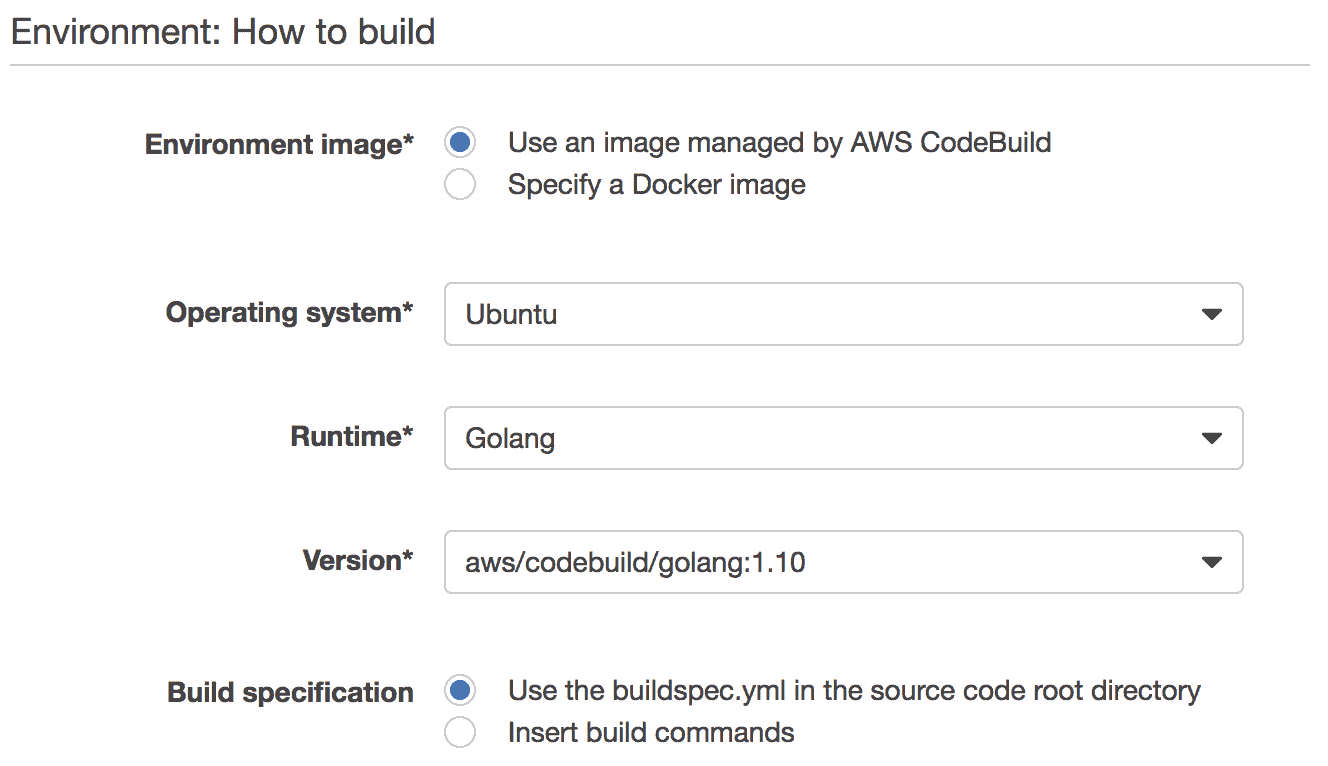 Environment: How to build
Environment image* Use an image managed by AWS CodeBuild
Specify a Docker image
Operating system* Ubuntu
Runtime* Golang
Version* aws/codebuild/golang:1.10
Build specification Use the buildspec.yml in the source code root directory
Insert build commands